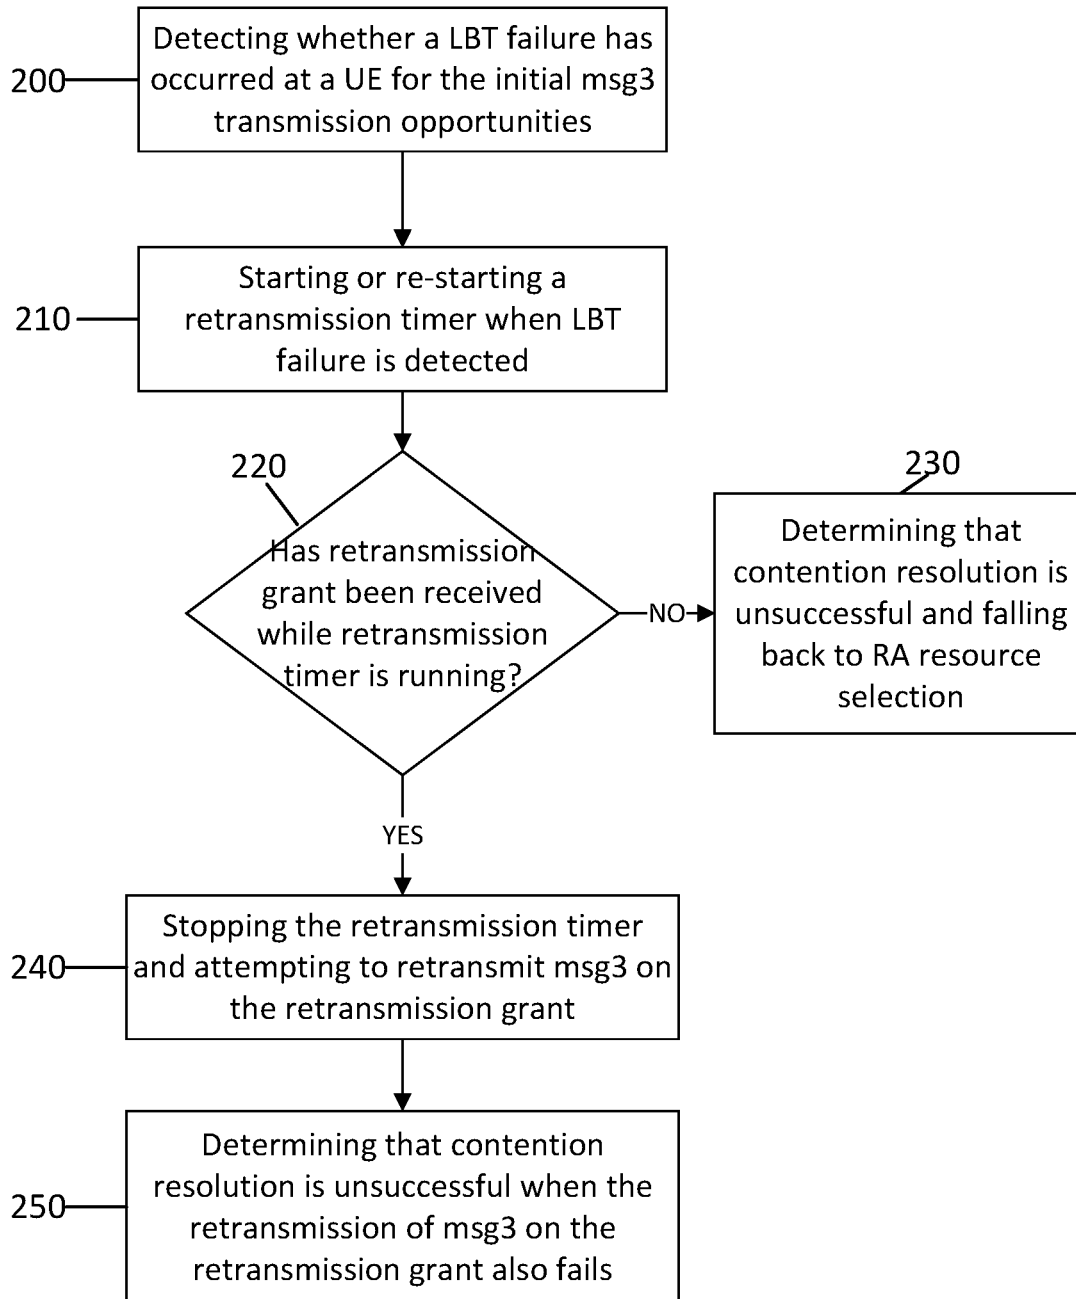 200
Detecting whether a LBT failure has
occurred at a UE for the initial msg3
transmission opportunities
210
Starting or re-starting a
retransmission timer when LBT
failure is detected
220
Has retransmission
grant been received
while retransmission
timer is running?
NO
230
Determining that
contention resolution is
unsuccessful and falling
back to RA resource
selection
YES
240
Stopping the retransmission timer
and attempting to retransmit msg3 on
the retransmission grant
250
Determining that contention
resolution is unsuccessful when the
retransmission of msg3 on the
retransmission grant also fails